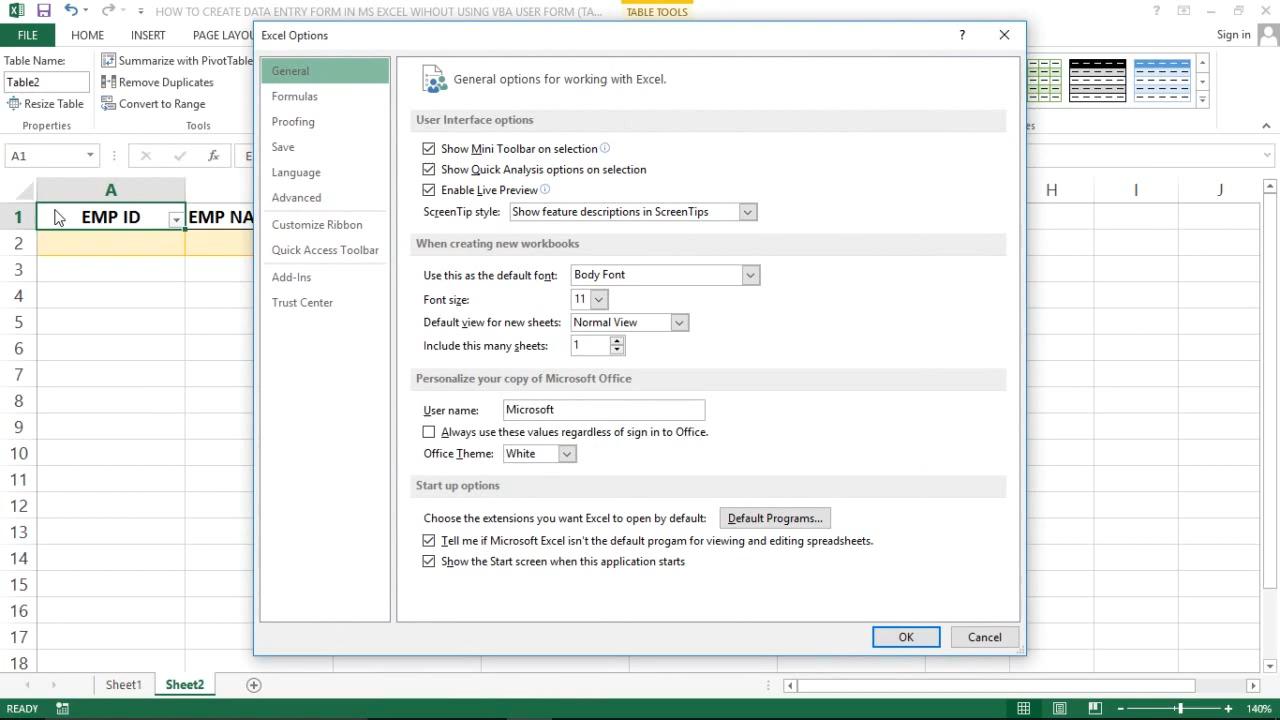 HOW TO CREATE DATA ENTRY FORM IN MS EXCEL WIHOUT USING VBA USER FORM (TA...
TABLE TOOLS
?
FILE
HOME
INSERT
PAGE LAYOU
Sign in
Table Name:
Table2
Resize Table
Properties
Summarize with PivotTable
Remove Duplicates
Convert to Range
Tools
es
A1
fx
E
A
H
I
J
1
EMP ID
EMP NA
2
3
4
5
6
7
8
9
10
11
12
13
14
15
16
17
18
Excel Options
?
General
Formulas
Proofing
Save
Language
Advanced
Customize Ribbon
Quick Access Toolbar
Add-Ins
Trust Center
General options for working with Excel.
User Interface options
Show Mini Toolbar on selection
Show Quick Analysis options on selection
Enable Live Preview
ScreenTip style: Show feature descriptions in ScreenTips
When creating new workbooks
Use this as the default font: Body Font
Font size: 11
Default view for new sheets: Normal View
Include this many sheets: 1
Personalize your copy of Microsoft Office
User name: Microsoft
Always use these values regardless of sign in to Office.
Office Theme: White
Start up options
Choose the extensions you want Excel to open by default: Default Programs...
Tell me if Microsoft Excel isn't the default progam for viewing and editing spreadsheets.
Show the Start screen when this application starts
OK
Cancel
Sheet1
Sheet2
READY
140%